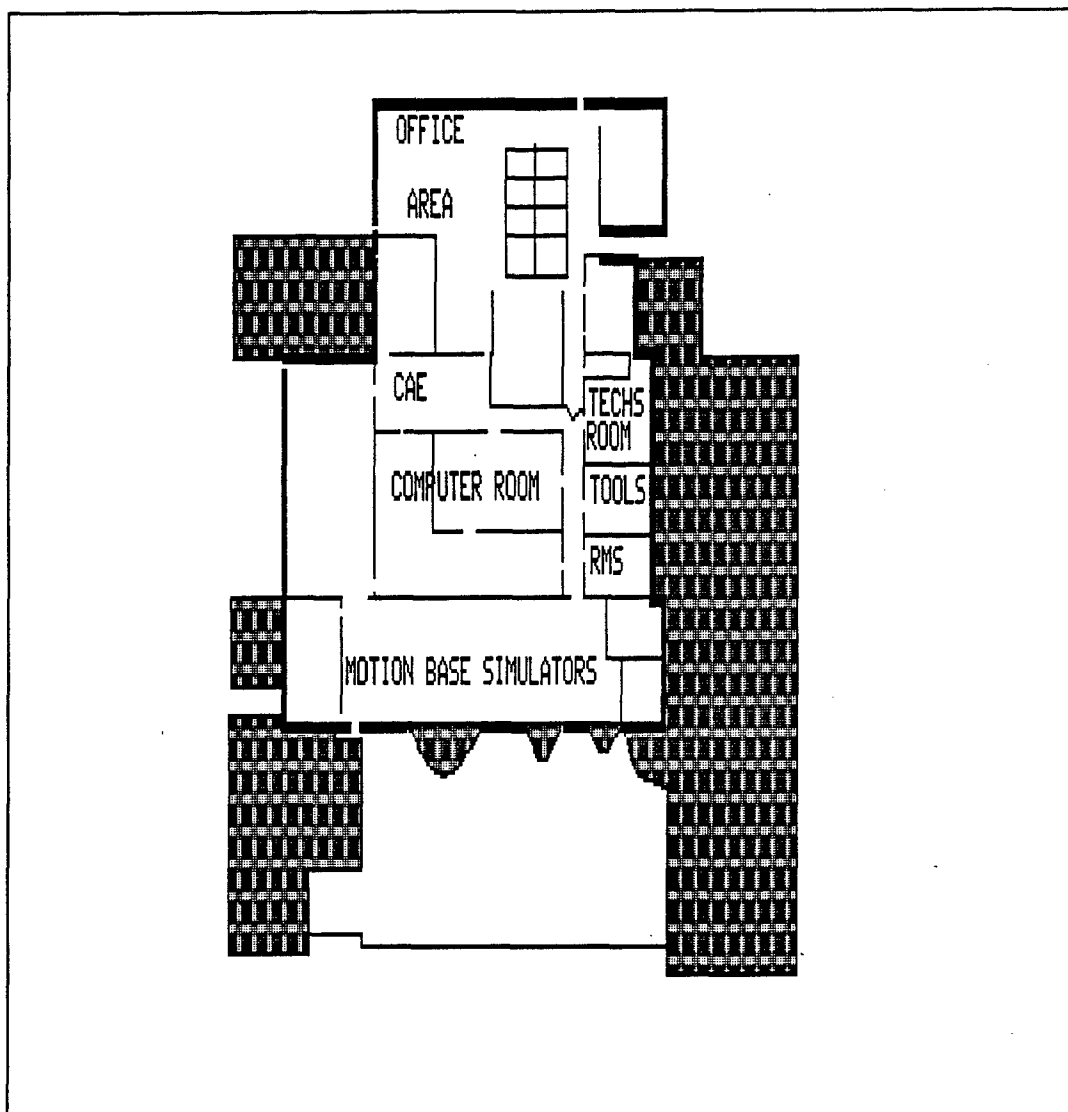 OFFICE
AREA
CAE
TECHS
ROOM
COMPUTER ROOM
TOOLS
RMS
MOTION BASE SIMULATORS